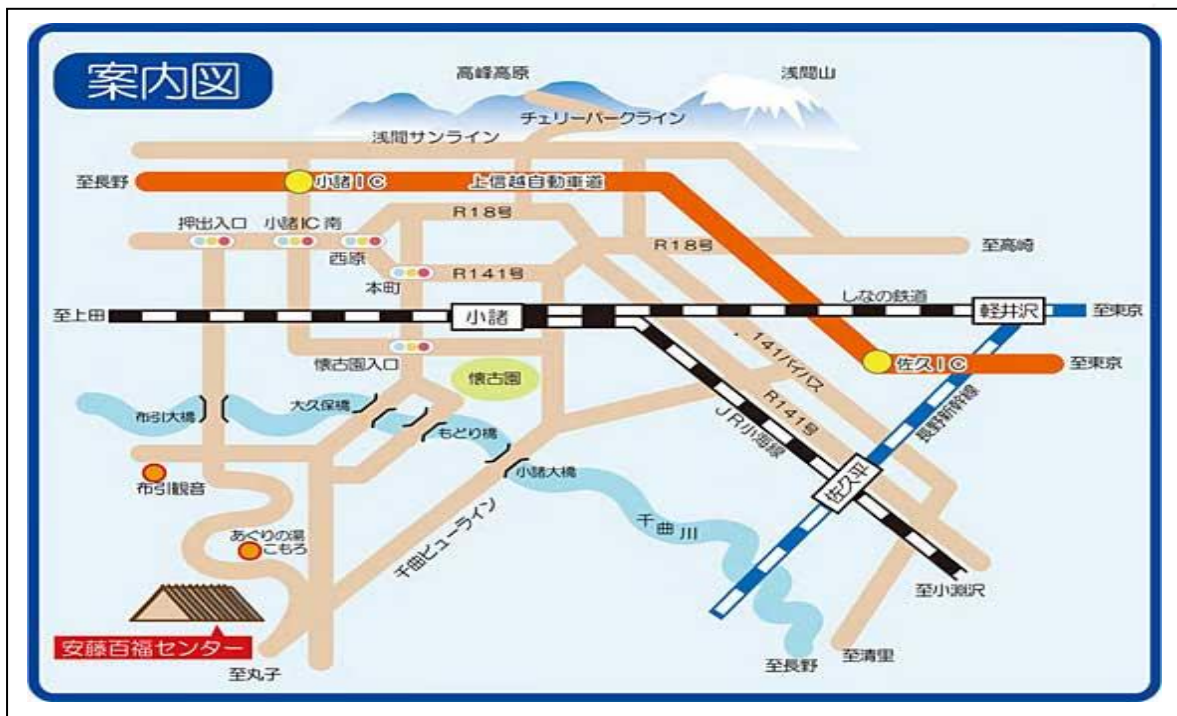 案内図
高峰高原
浅間山
チェリーパークライン
浅間サンライン
至長野
小諸IC
上信越自動車道
押出入口
小諸IC南
西原
R18号
R18号
至高崎
本町
R141号
しなの鉄道
至上田
小諸
軽井沢
至東京
懐古園入口
懐古園
141バイパス
佐久IC
至東京
布引大橋
大久保橋
もどり橋
小諸大橋
JR小海線
R141号
長野新幹線
佐久平
布引観音
あぐりの湯
こもろ
千曲ビューライン
千曲川
至小淵沢
安藤百福センター
至丸子
至長野
至清里